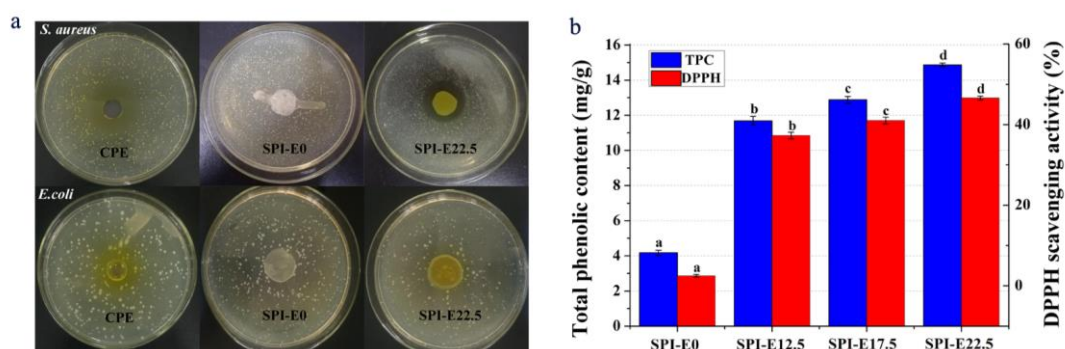 a
S. aureus
CPE
SPI-E0
SPI-E22.5
E.coli
CPE
SPI-E0
SPI-E22.5
b
Total phenolic content (mg/g)
16
14
12
10
8
6
4
2
0
TPC
DPPH
a
a
b
b
c
c
d
d
SPI-E0
SPI-E12.5
SPI-E17.5
SPI-E22.5
60
40
20
0
DPPH scavenging activity (%)